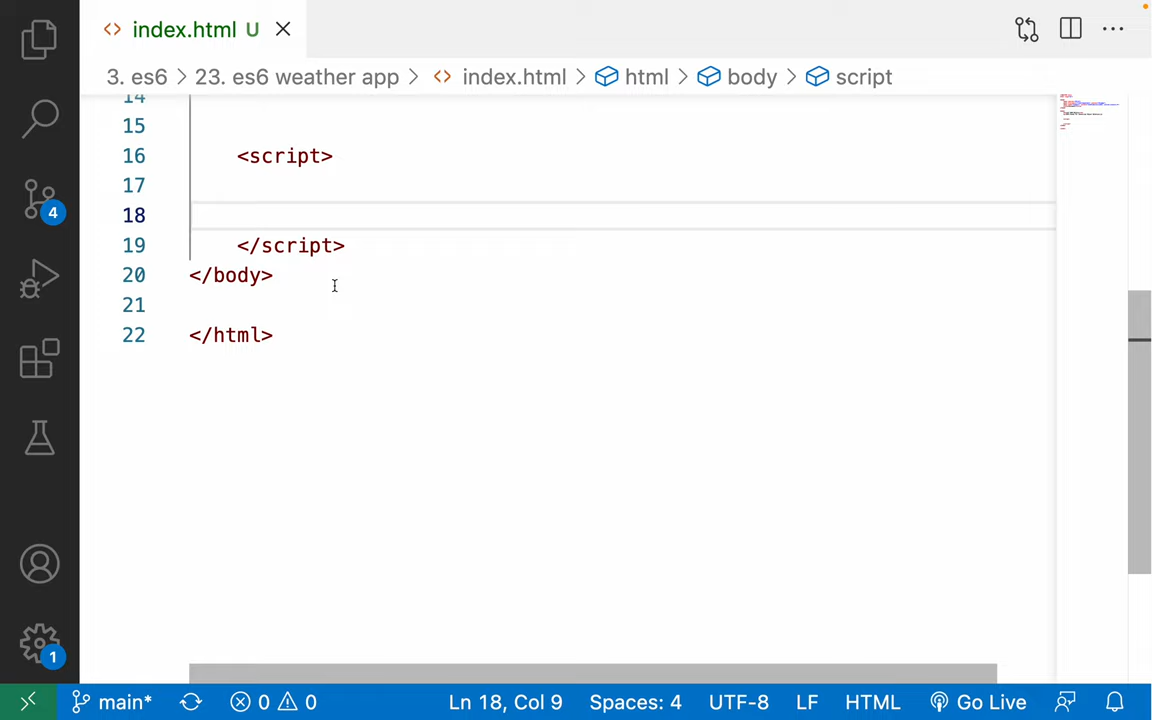 index.html U
3. es6 > 23. es6 weather app > index.html > html > body > script
14
15
16 <script>
17
18
19 </script>
20 </body>
21
22 </html>
4
1
main* 0 0 Ln 18, Col 9 Spaces: 4 UTF-8 LF HTML Go Live